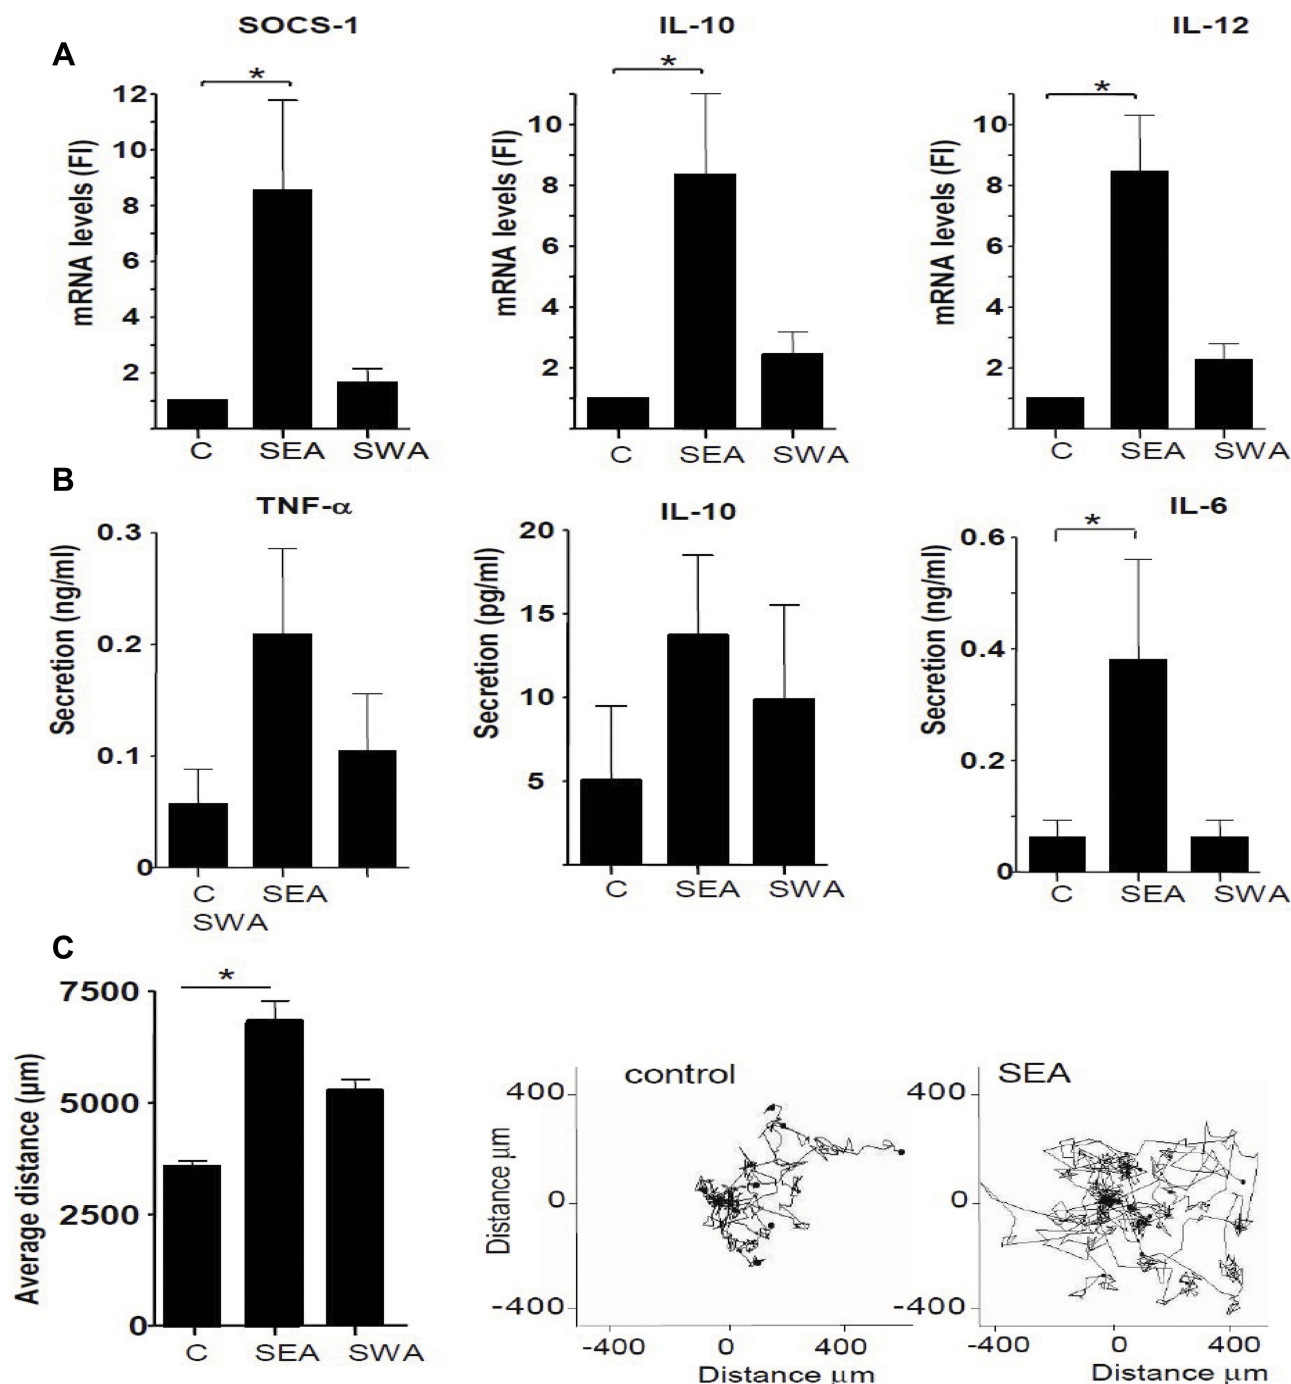 A
SOCS-1
*
mRNA levels (FI)
12
10
8
6
4
2
C SEA SWA
IL-10
*
mRNA levels (FI)
10
8
6
4
2
C SEA SWA
IL-12
*
mRNA levels (FI)
10
8
6
4
2
C SEA SWA
B
TNF-α
Secretion (ng/ml)
0.3
0.2
0.1
0
C SEA
SWA
IL-10
Secretion (pg/ml)
20
15
10
5
C SEA SWA
IL-6
*
Secretion (ng/ml)
0.6
0.4
0.2
0
C SEA SWA
C
*
Average distance (µm)
7500
5000
2500
0
C SEA SWA
control
Distance µm
400
0
-400
-400 0 400
Distance µm
SEA
400
0
-400
-400 0 400
Distance µm